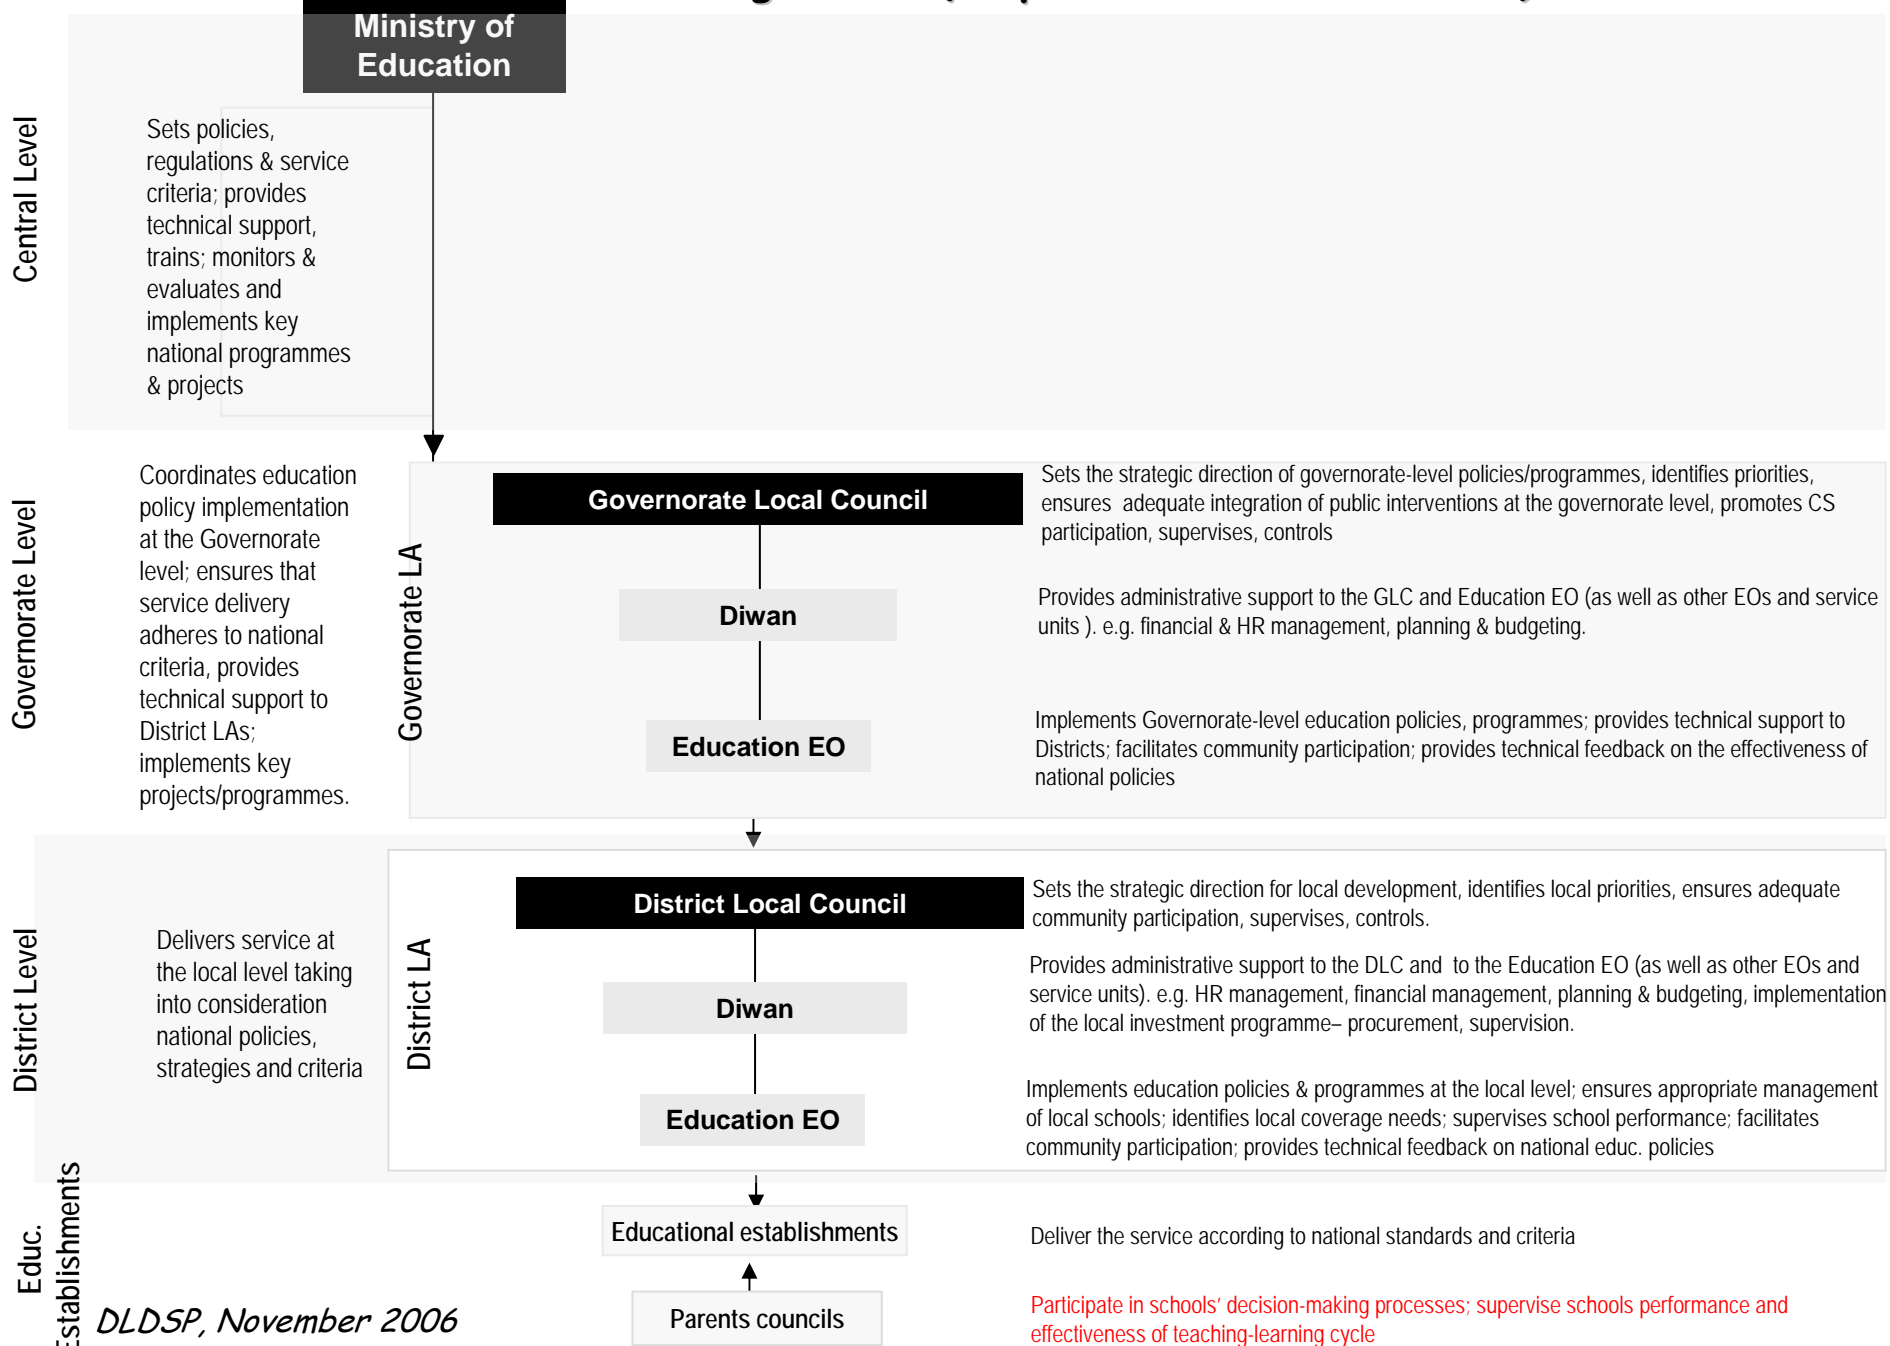 Ministry of
Education
Central Level
Sets policies,
regulations & service
criteria; provides
technical support,
trains; monitors &
evaluates and
implements key
national programmes
& projects
Governorate Level
Coordinates education
policy implementation
at the Governorate
level; ensures that
service delivery
adheres to national
criteria, provides
technical support to
District LAs;
implements key
projects/programmes.
Governorate LA
Governorate Local Council
Sets the strategic direction of governorate-level policies/programmes, identifies priorities,
ensures adequate integration of public interventions at the governorate level, promotes CS
participation, supervises, controls
Diwan
Provides administrative support to the GLC and Education EO (as well as other EOs and service
units ). e.g. financial & HR management, planning & budgeting.
Education EO
Implements Governorate-level education policies, programmes; provides technical support to
Districts; facilitates community participation; provides technical feedback on the effectiveness of
national policies
District Level
Delivers service at
the local level taking
into consideration
national policies,
strategies and criteria
District LA
District Local Council
Sets the strategic direction for local development, identifies local priorities, ensures adequate
community participation, supervises, controls.
Diwan
Provides administrative support to the DLC and to the Education EO (as well as other EOs and
service units). e.g. HR management, financial management, planning & budgeting, implementation
of the local investment programme– procurement, supervision.
Education EO
Implements education policies & programmes at the local level; ensures appropriate management
of local schools; identifies local coverage needs; supervises school performance; facilitates
community participation; provides technical feedback on national educ. policies
Educ.
Establishments
Educational establishments
Deliver the service according to national standards and criteria
Parents councils
Participate in schools' decision-making processes; supervise schools performance and
effectiveness of teaching-learning cycle
DLDSP, November 2006